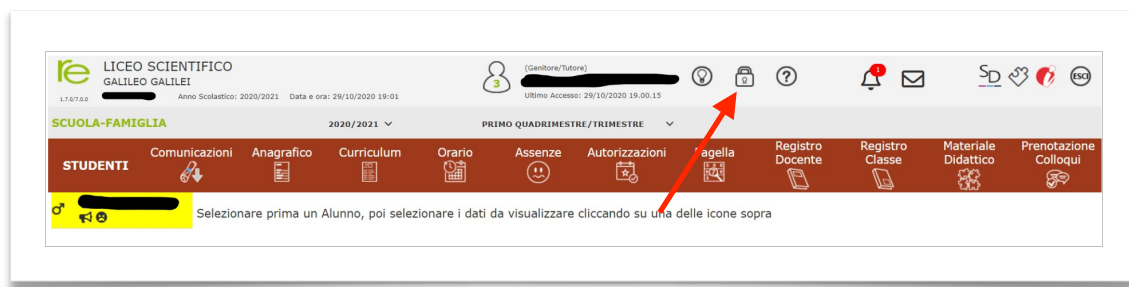 re LICEO SCIENTIFICO
GALILEO GALILEI
1.7.0/7.0.0 Anno Scolastico: 2020/2021 Data e ora: 29/10/2020 19:01
3
(Genitore/Tutore)
Ultimo Accesso: 29/10/2020 19.00.15
?
1
SD
ESCI
SCUOLA-FAMIGLIA 2020/2021 PRIMO QUADRIMESTRE/TRIMESTRE
STUDENTI
Comunicazioni
Anagrafico
Curriculum
Orario
Assenze
Autorizzazioni
Pagella
Registro
Docente
Registro
Classe
Materiale
Didattico
Prenotazione
Colloqui
Selezionare prima un Alunno, poi selezionare i dati da visualizzare cliccando su una delle icone sopra